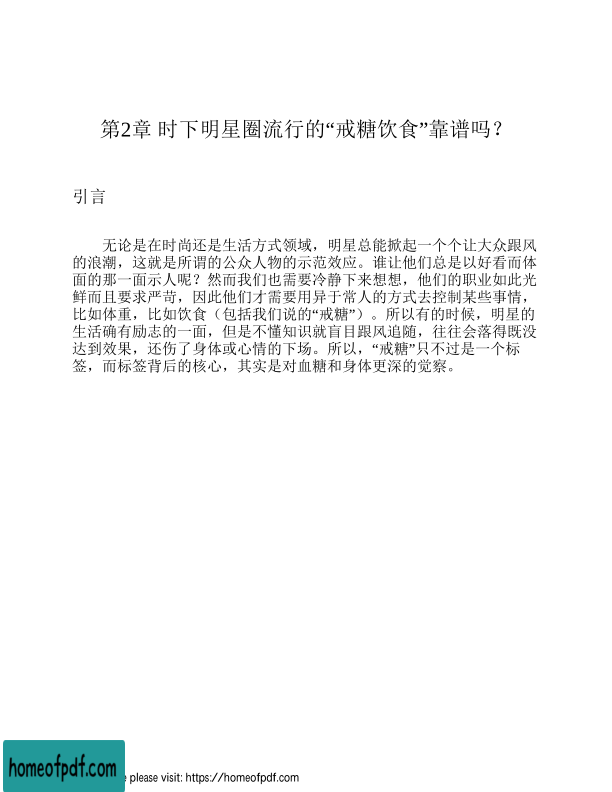 第2章 时下明星圈流行的“戒糖饮食”靠谱吗？
引言
无论是在时尚还是生活方式领域，明星总能掀起一个个让大众跟风
的浪潮，这就是所谓的公众人物的示范效应。谁让他们总是以好看而体
面的那一面示人呢？然而我们也需要冷静下来想想，他们的职业如此光
鲜而且要求严苛，因此他们才需要用异于常人的方式去控制某些事情，
比如体重，比如饮食（包括我们说的“戒糖”）。所以有的时候，明星的
生活确有励志的一面，但是不懂知识就盲目跟风追随，往往会落得既没
达到效果，还伤了身体或心情的下场。所以，“戒糖”只不过是一个标
签，而标签背后的核心，其实是对血糖和身体更深的觉察。
homeofpdf.com
e please visit: https://homeofpdf.com